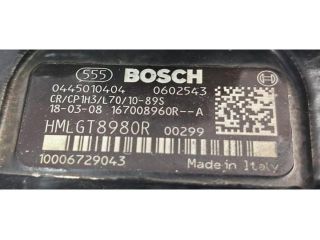 555 BOSCH
0445010404 0602543
CR/CP1H3/L70/10-89S
18-03-08 167008960R--A
HMLGT8980R 00299
10006729043 Made in Italy